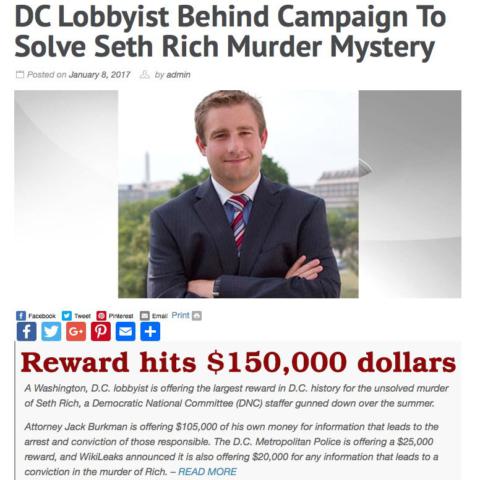 DC Lobbyist Behind Campaign To
Solve Seth Rich Murder Mystery
Posted on January 8, 2017 by admin
Facebook Tweet Pinterest Email Print
Reward hits $150,000 dollars
A Washington, D.C. lobbyist is offering the largest reward in D.C. history for the unsolved murder
of Seth Rich, a Democratic National Committee (DNC) staffer gunned down over the summer.
Attorney Jack Burkman is offering $105,000 of his own money for information that leads to the
arrest and conviction of those responsible. The D.C. Metropolitan Police is offering a $25,000
reward, and WikiLeaks announced it is also offering $20,000 for any information that leads to a
conviction in the murder of Rich. – READ MORE